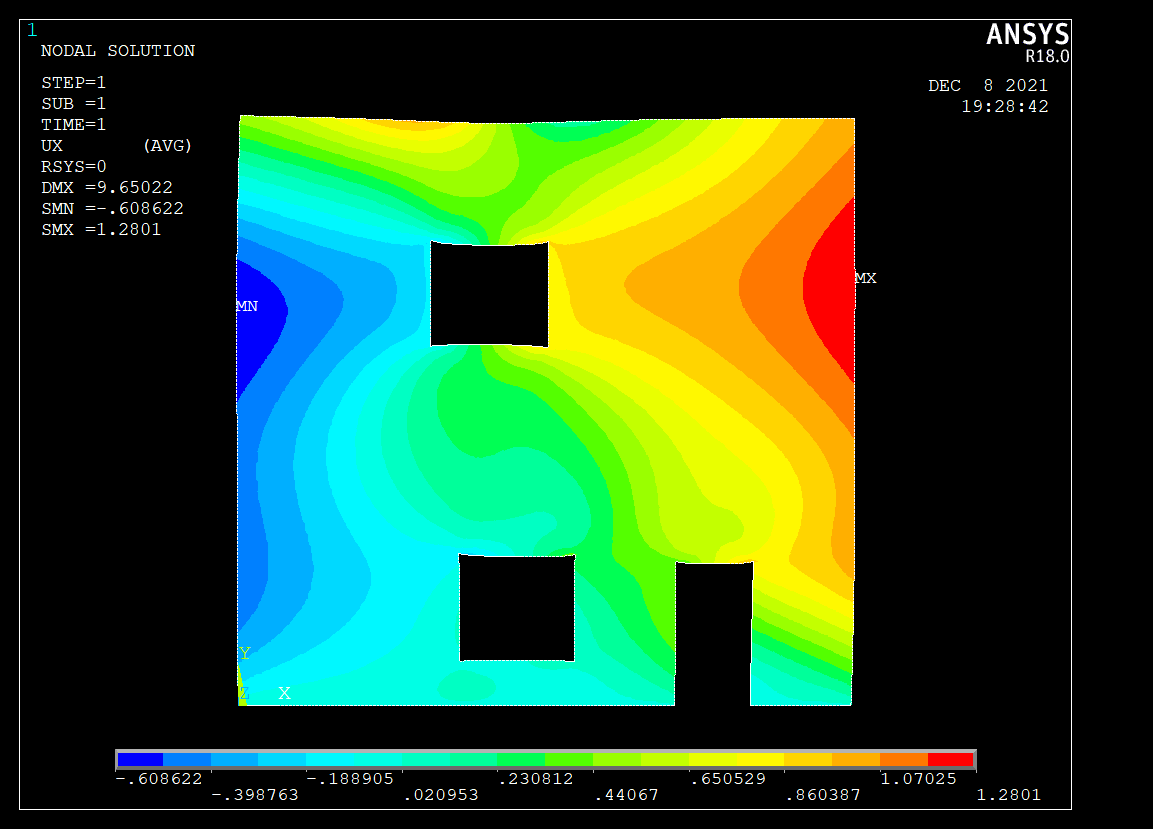 1
ANSYS
R18.0
NODAL SOLUTION
DEC 8 2021
19:28:42
STEP=1
SUB =1
TIME=1
UX (AVG)
RSYS=0
DMX =9.65022
SMN =-.608622
SMX =1.2801
MX
MN
Y
Z X
-.608622 -.188905 .230812 .650529 1.07025
-.398763 .020953 .44067 .860387 1.2801